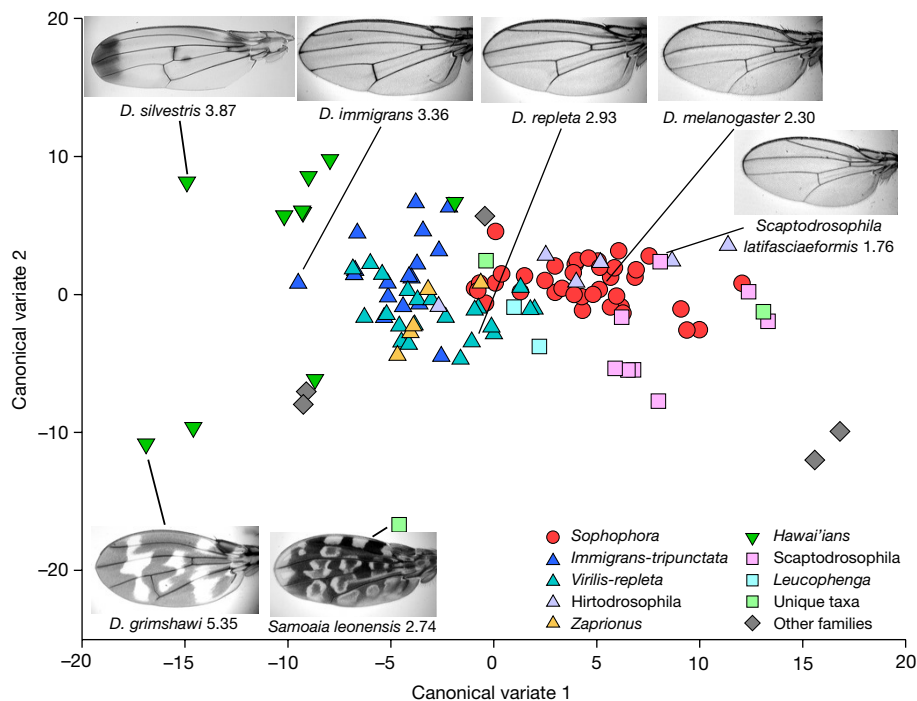 20
D. silvestris 3.87
D. immigrans 3.36
D. repleta 2.93
D. melanogaster 2.30
10
Scaptodrosophila
latifasciaeformis 1.76
Canonical variate 2
0
−10
D. grimshawi 5.35
Samoaia leonensis 2.74
−20
Sophophora
Immigrans-tripunctata
Virilis-repleta
Hirtodrosophila
Zaprionus
Hawai'ians
Scaptodrosophila
Leucophenga
Unique taxa
Other families
−20 −15 −10 −5 0 5 10 15 20
Canonical variate 1